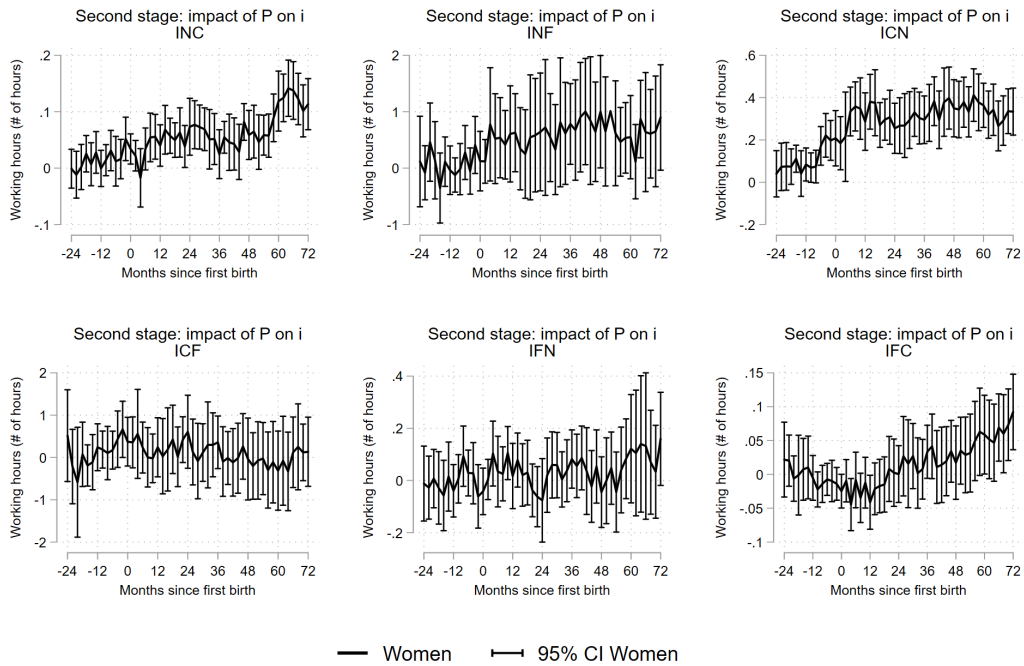 Second stage: impact of P on i
INC
Working hours (# of hours)
.2
.1
0
-.1
-24 -12 0 12 24 36 48 60 72
Months since first birth
Second stage: impact of P on i
INF
Working hours (# of hours)
.2
.1
0
-.1
-24 -12 0 12 24 36 48 60 72
Months since first birth
Second stage: impact of P on i
ICN
Working hours (# of hours)
.6
.4
.2
0
-.2
-24 -12 0 12 24 36 48 60 72
Months since first birth
Second stage: impact of P on i
ICF
Working hours (# of hours)
2
1
0
-1
-2
-24 -12 0 12 24 36 48 60 72
Months since first birth
Second stage: impact of P on i
IFN
Working hours (# of hours)
.4
.2
0
-.2
-24 -12 0 12 24 36 48 60 72
Months since first birth
Second stage: impact of P on i
IFC
Working hours (# of hours)
.15
.1
.05
0
-.05
-.1
-24 -12 0 12 24 36 48 60 72
Months since first birth
Women 95% CI Women